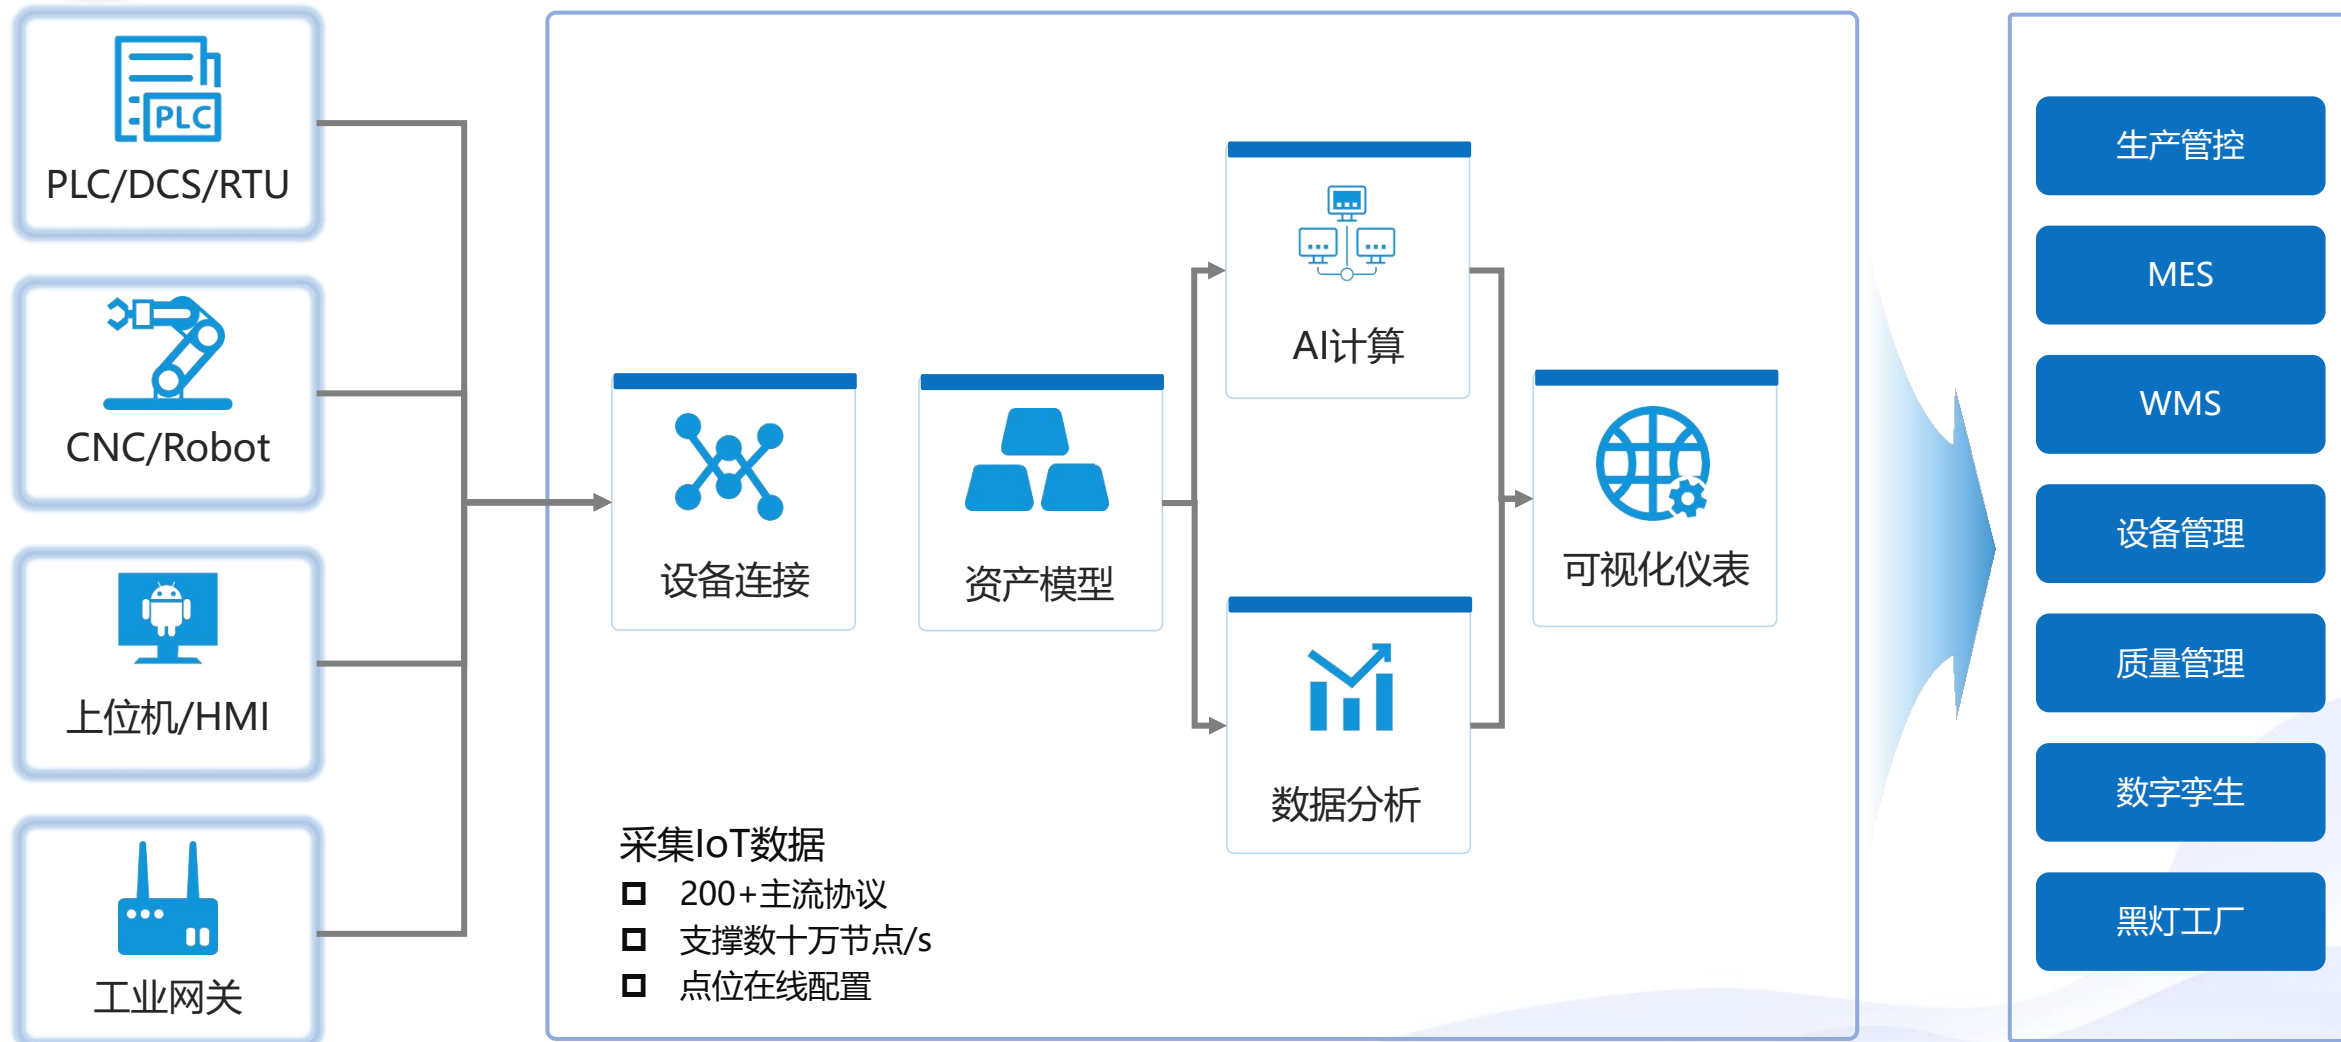 PLC
PLC/DCS/RTU
CNC/Robot
上位机/HMI
工业网关
设备连接
资产模型
AI计算
数据分析
可视化仪表
采集IoT数据
200+主流协议
支撑数十万节点/s
点位在线配置
生产管控
MES
WMS
设备管理
质量管理
数字孪生
黑灯工厂